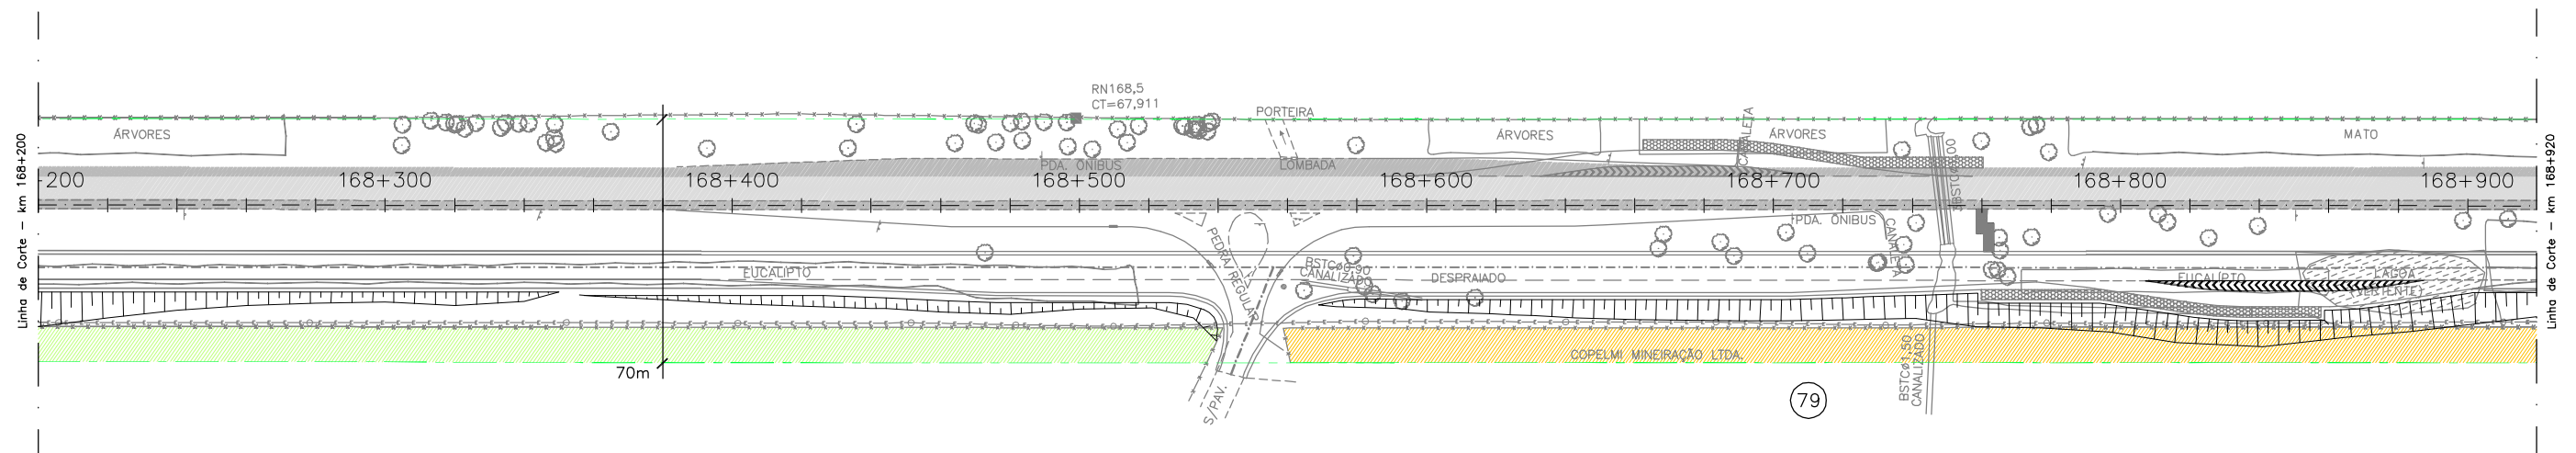 RN168,5
CT=67,911
PORTEIRA
ÁRVORES
ÁRVORES
CANALETA
ÁRVORES
MATO
Linha de Corte - km 168+200
PDA. ÔNIBUS
LOMBADA
200
168+300
168+400
168+500
168+600
168+700
168+800
168+900
Linha de Corte - km 168+920
PDA. ÔNIBUS
CANALETA
PEDRA IRREGULAR
EUCALIPTO
BSTCø0,90
CANALIZADO
DESPRAIADO
EUCALIPTO
LAGOA
(VERTENTE)
COPELMI MINEIRAÇÃO LTDA.
70m
S/PAV.
BSTCø1,50
CANALIZADO
79